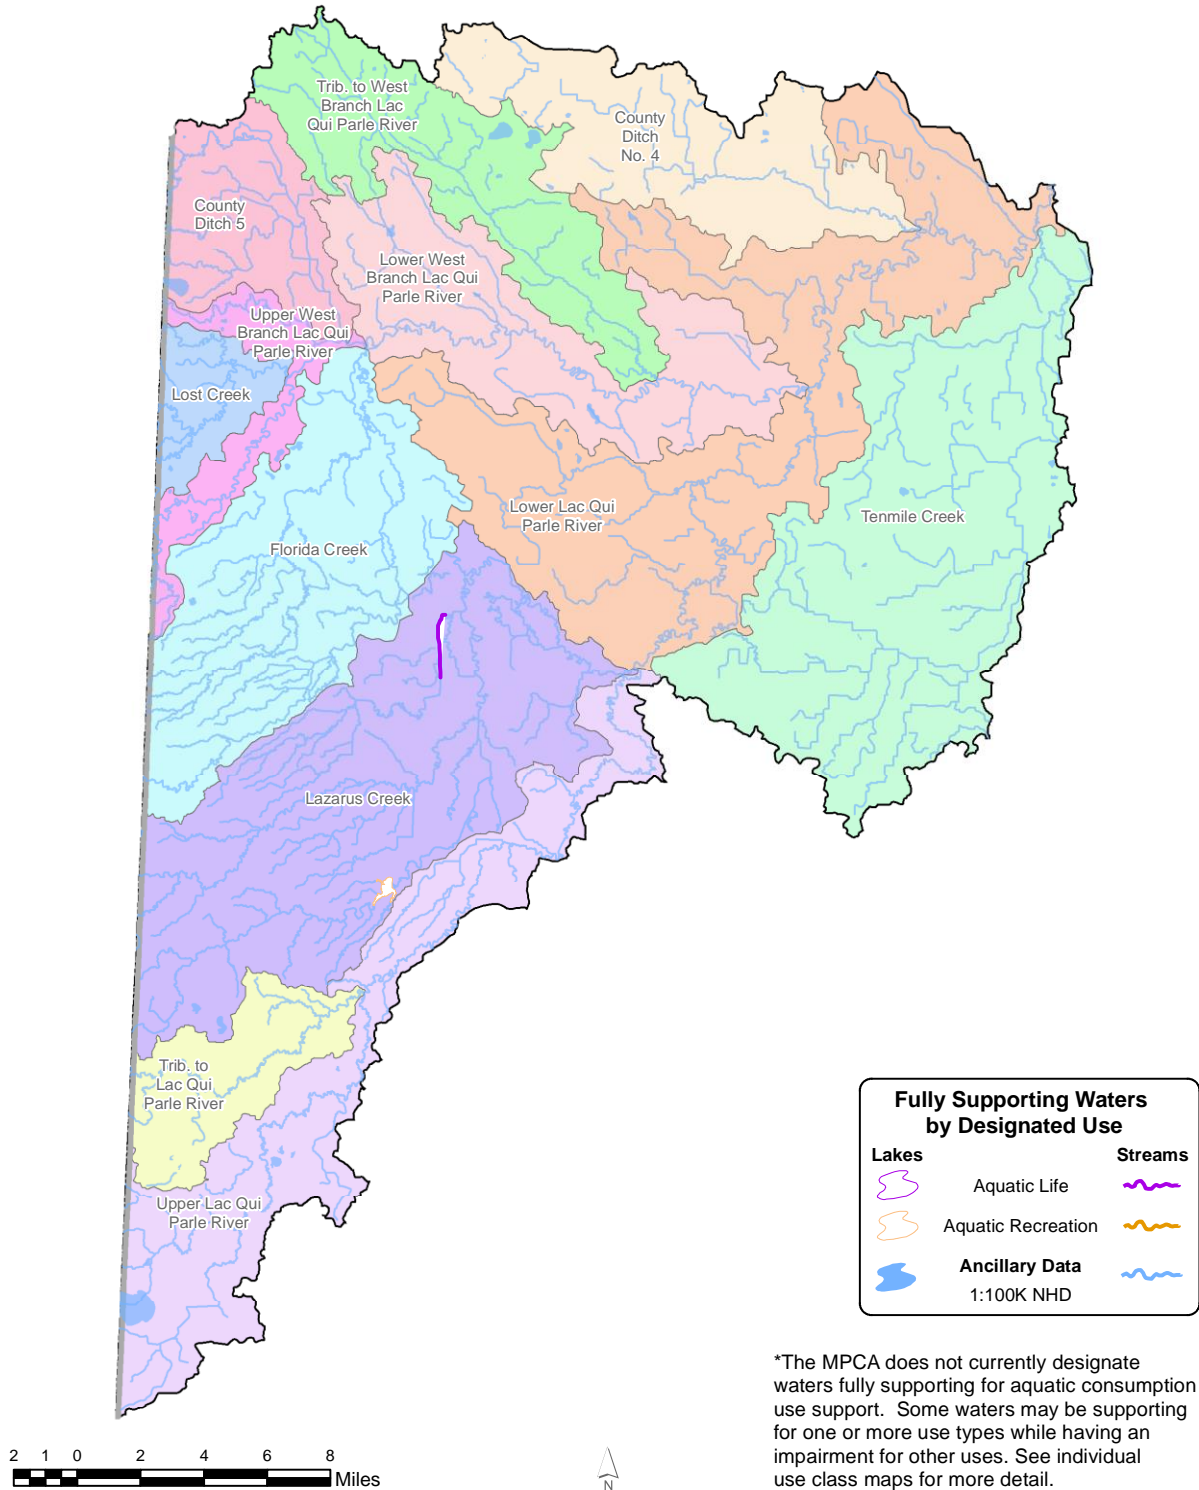 Trib. to West
Branch Lac
Qui Parle River
County
Ditch
No. 4
County
Ditch 5
Lower West
Branch Lac Qui
Parle River
Upper West
Branch Lac Qui
Parle River
Lost Creek
Lower Lac Qui
Parle River
Tenmile Creek
Florida Creek
Lazarus Creek
Trib. to
Lac Qui
Parle River
Upper Lac Qui
Parle River
Fully Supporting Waters
by Designated Use
Lakes Streams
Aquatic Life
Aquatic Recreation
Ancillary Data
1:100K NHD
*The MPCA does not currently designate
waters fully supporting for aquatic consumption
use support. Some waters may be supporting
for one or more use types while having an
impairment for other uses. See individual
use class maps for more detail.
2 1 0 2 4 6 8
Miles
N